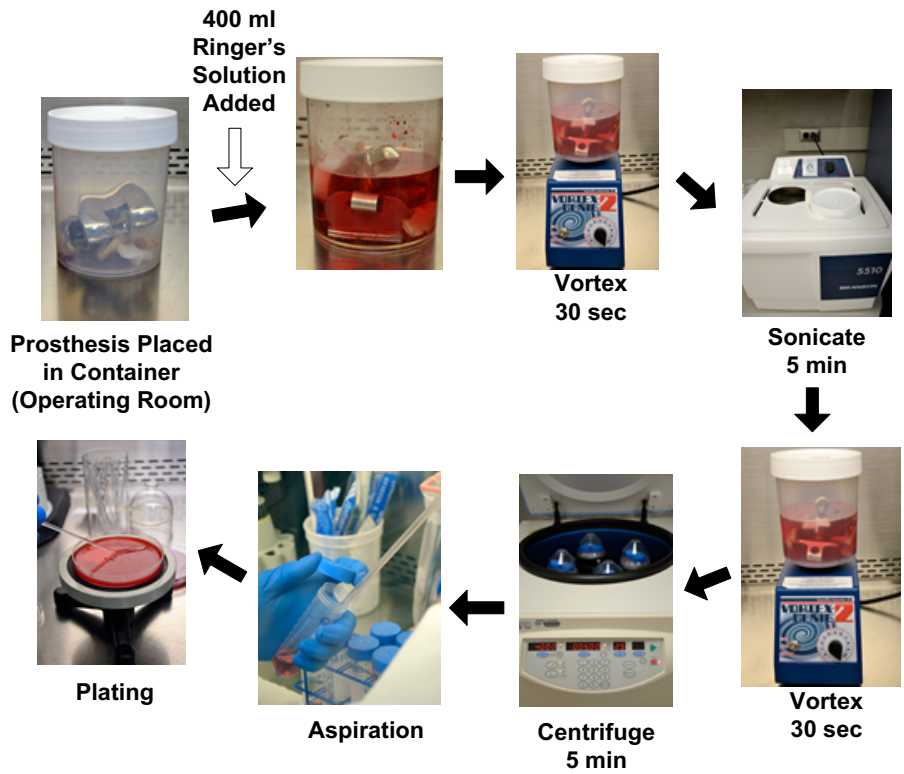 400 ml
Ringer's
Solution
Added
Prosthesis Placed
in Container
(Operating Room)
VORTEX
GENIE 2
Vortex
30 sec
5510
BRANSON
Sonicate
5 min
VORTEX
GENIE 2
Vortex
30 sec
Centrifuge
5 min
Aspiration
Plating